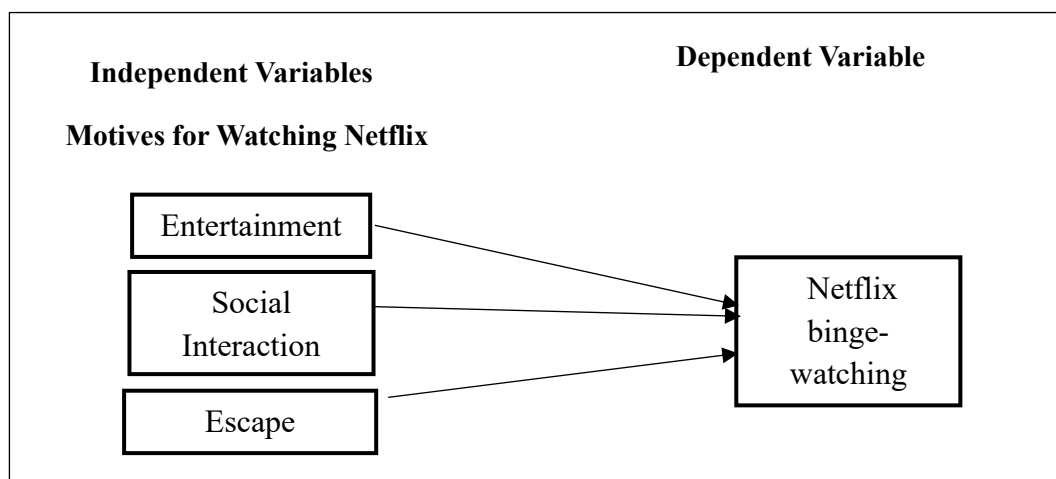 Independent Variables
Dependent Variable
Motives for Watching Netflix
Entertainment
Social
Interaction
Escape
Netflix
binge-
watching